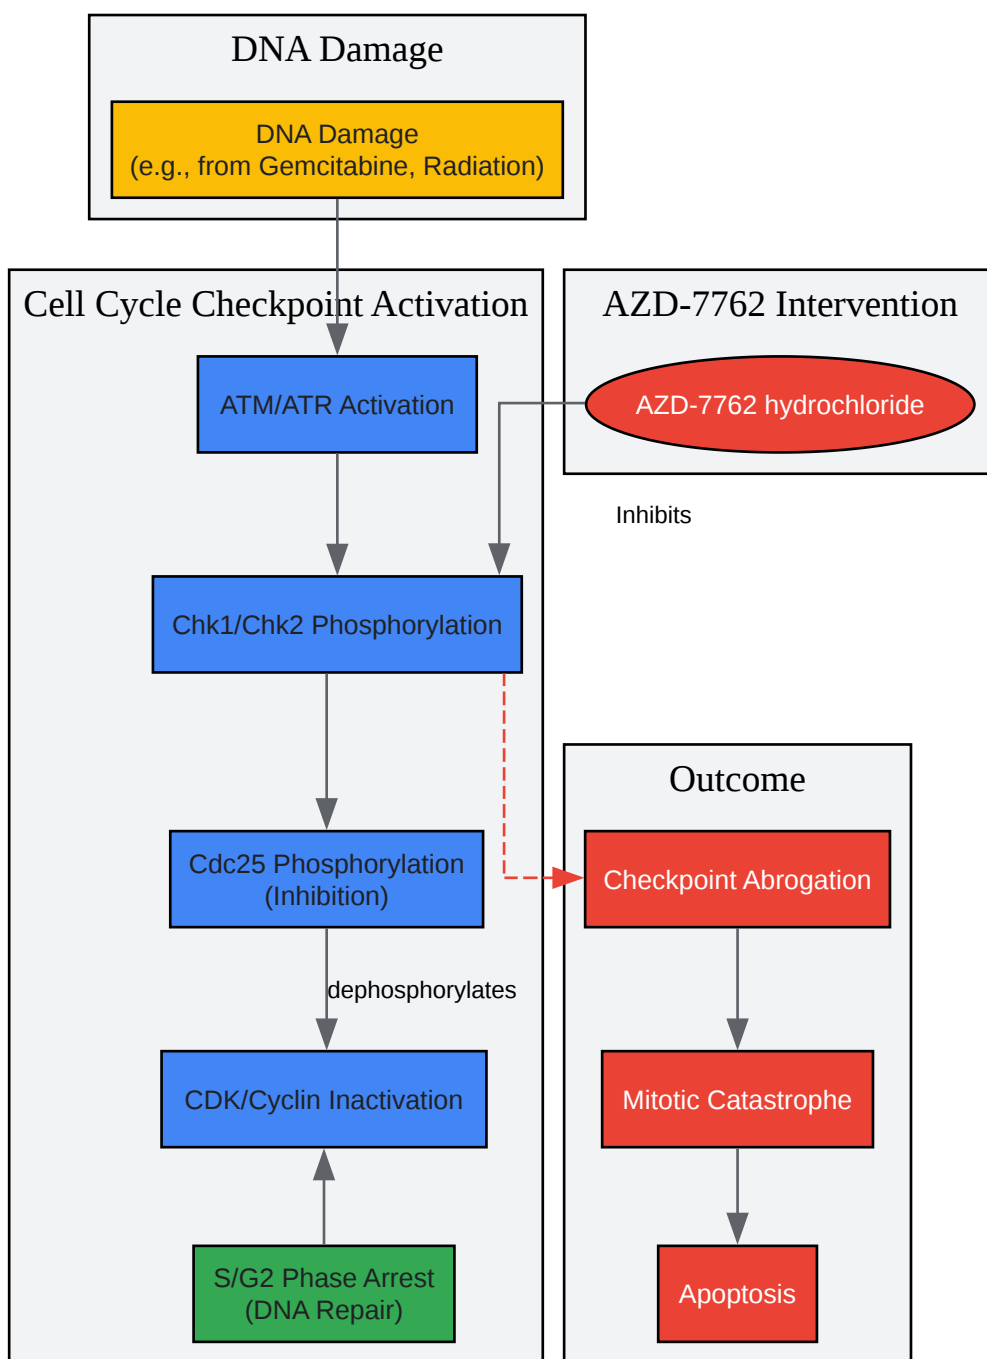 DNA Damage
DNA Damage
(e.g., from Gemcitabine, Radiation)
Cell Cycle Checkpoint Activation
AZD-7762 Intervention
ATM/ATR Activation
AZD-7762 hydrochloride
Inhibits
Chk1/Chk2 Phosphorylation
Outcome
Cdc25 Phosphorylation
(Inhibition)
Checkpoint Abrogation
dephosphorylates
CDK/Cyclin Inactivation
Mitotic Catastrophe
S/G2 Phase Arrest
(DNA Repair)
Apoptosis